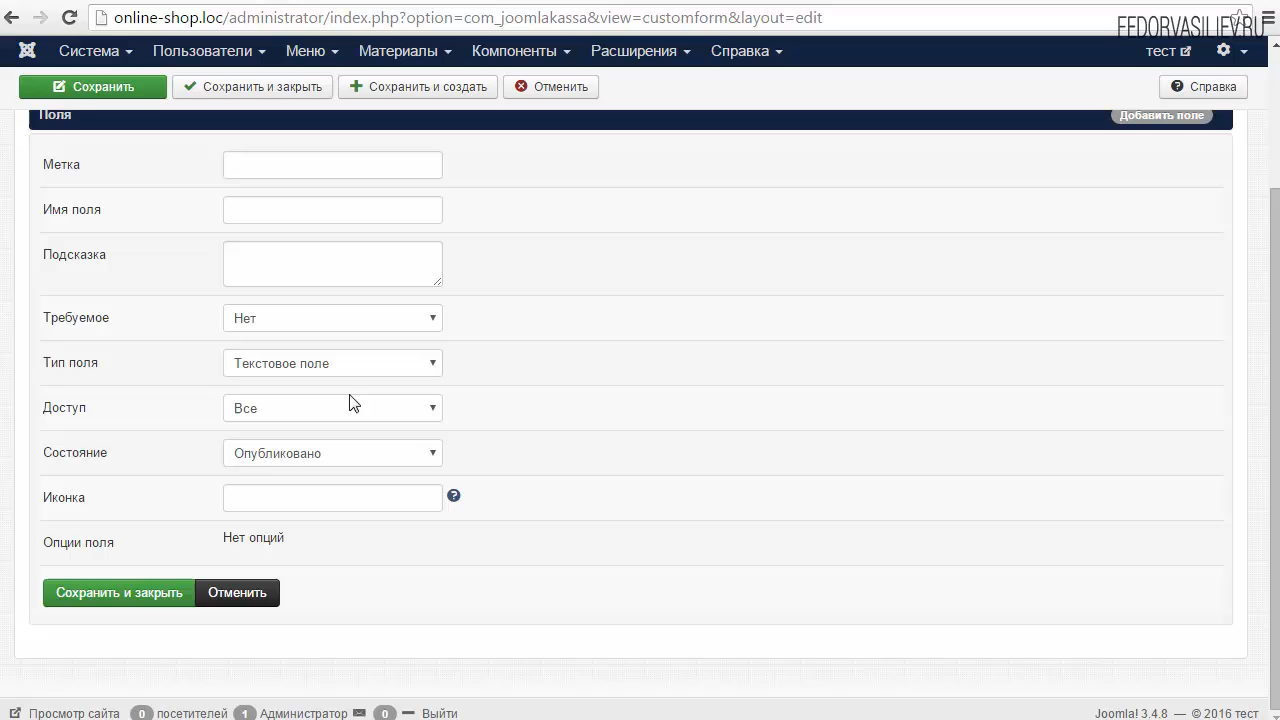 online-shop.loc/administrator/index.php?option=com_joomlakassa&view=customform&layout=edit
FEDORVASILIEV.RU
Система Пользователи Меню Материалы Компоненты Расширения Справка тест
Сохранить Сохранить и закрыть Сохранить и создать Отменить Справка
Поля Добавить поле
Метка
Имя поля
Подсказка
Требуемое Нет
Тип поля Текстовое поле
Доступ Все
Состояние Опубликовано
Иконка
Опции поля Нет опций
Сохранить и закрыть Отменить
Просмотр сайта 0 посетителей 1 Администратор 0 Выйти Joomla! 3.4.8 — © 2016 тест